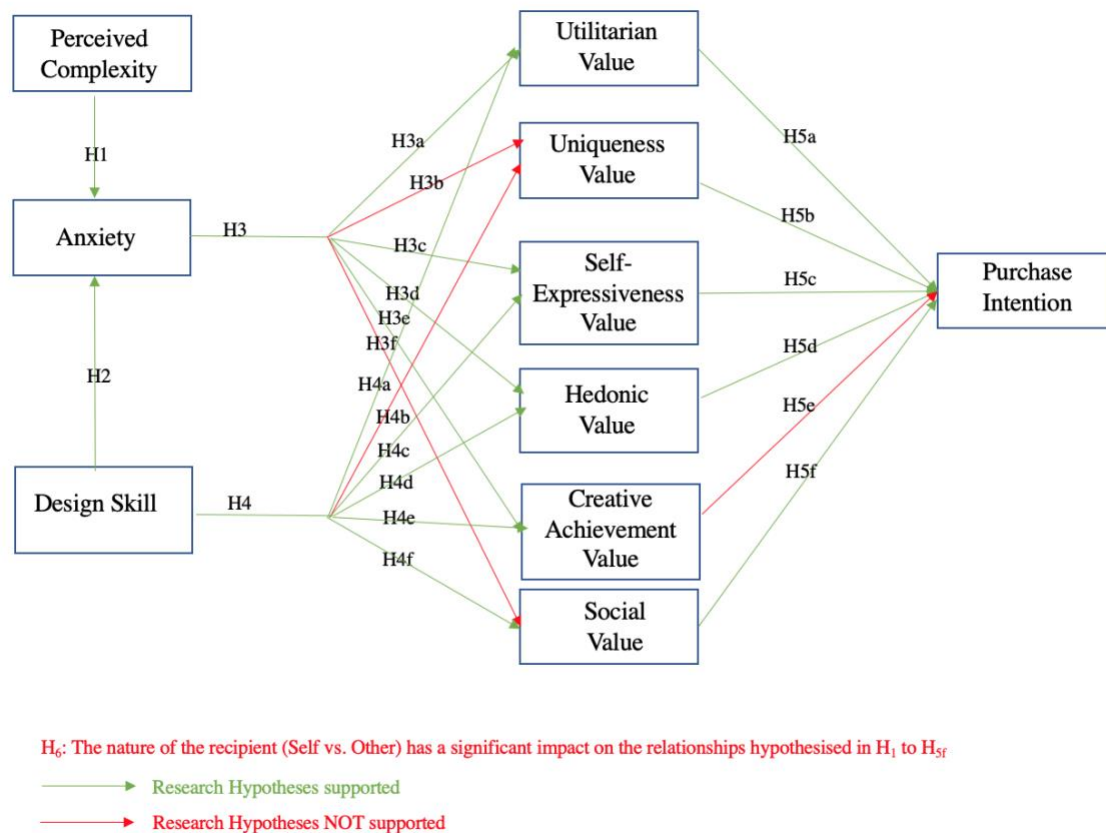 Perceived
Complexity
H1
Anxiety
H2
Design Skill
H3
H4
H3a
H3b
H3c
H3d
H3e
H3f
H4a
H4b
H4c
H4d
H4e
H4f
Utilitarian
Value
Uniqueness
Value
Self-
Expressiveness
Value
Hedonic
Value
Creative
Achievement
Value
Social
Value
H5a
H5b
H5c
H5d
H5e
H5f
Purchase
Intention
H6: The nature of the recipient (Self vs. Other) has a significant impact on the relationships hypothesised in H1 to H5f
Research Hypotheses supported
Research Hypotheses NOT supported